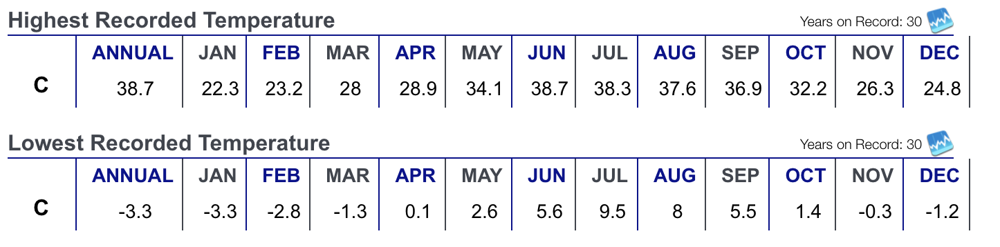 Highest Recorded Temperature Years on Record: 30
ANNUAL JAN FEB MAR APR MAY JUN JUL AUG SEP OCT NOV DEC
C 38.7 22.3 23.2 28 28.9 34.1 38.7 38.3 37.6 36.9 32.2 26.3 24.8
Lowest Recorded Temperature Years on Record: 30
ANNUAL JAN FEB MAR APR MAY JUN JUL AUG SEP OCT NOV DEC
C -3.3 -3.3 -2.8 -1.3 0.1 2.6 5.6 9.5 8 5.5 1.4 -0.3 -1.2